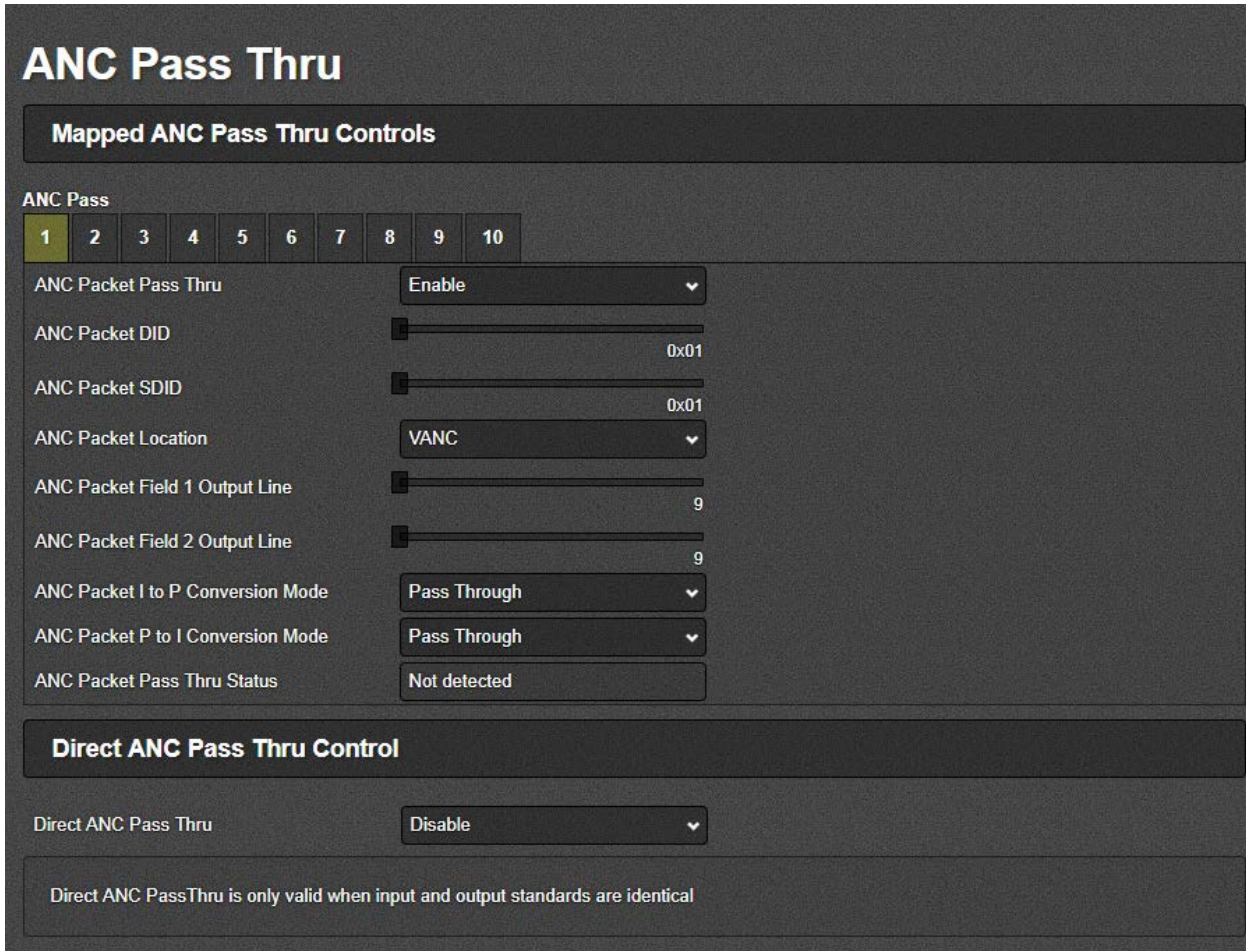 ANC Pass Thru
Mapped ANC Pass Thru Controls
ANC Pass
1 2 3 4 5 6 7 8 9 10
ANC Packet Pass Thru Enable
ANC Packet DID
0x01
ANC Packet SDID
0x01
ANC Packet Location VANC
ANC Packet Field 1 Output Line
9
ANC Packet Field 2 Output Line
9
ANC Packet I to P Conversion Mode Pass Through
ANC Packet P to I Conversion Mode Pass Through
ANC Packet Pass Thru Status Not detected
Direct ANC Pass Thru Control
Direct ANC Pass Thru Disable
Direct ANC PassThru is only valid when input and output standards are identical